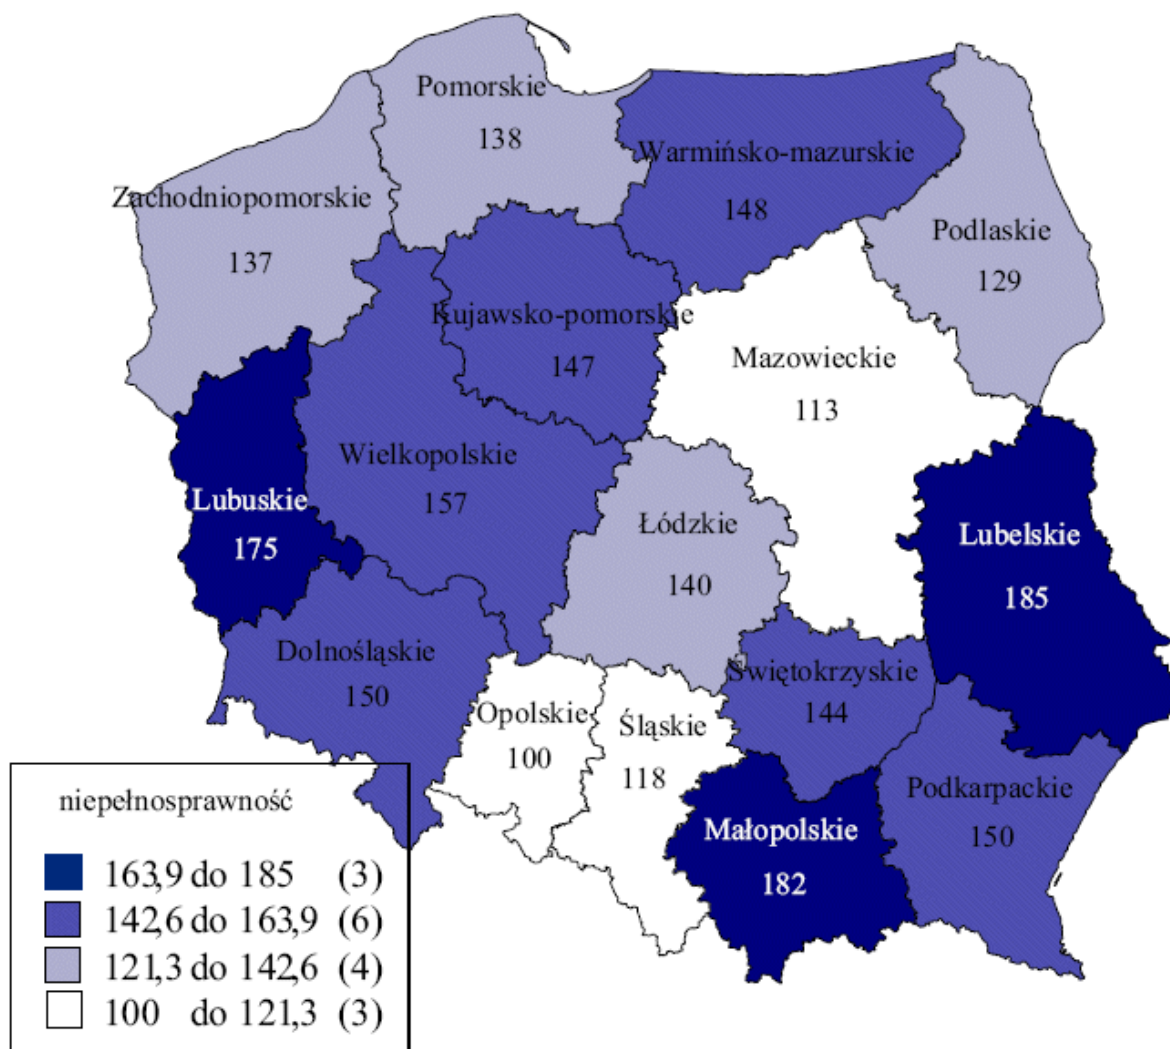 Pomorskie
138
Warmińsko-mazurskie
148
Zachodniopomorskie
137
Podlaskie
129
Kujawsko-pomorskie
147
Mazowieckie
113
Wielkopolskie
157
Lubuskie
175
Łódzkie
140
Lubelskie
185
Dolnośląskie
150
Świętokrzyskie
144
Opolskie
100
Śląskie
118
Podkarpackie
150
Małopolskie
182
niepełnosprawność
163,9 do 185 (3)
142,6 do 163,9 (6)
121,3 do 142,6 (4)
100 do 121,3 (3)